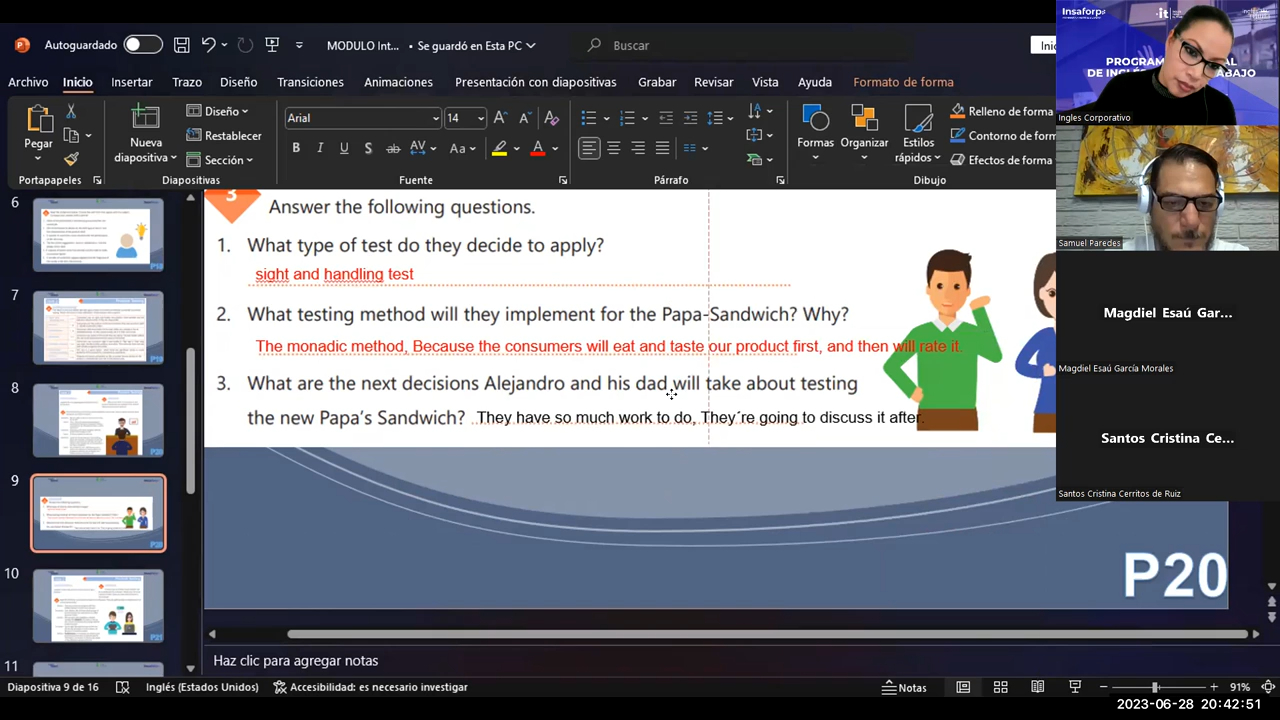 Autoguardado
MODULO Int... • Se guardó en Esta PC
Buscar
Archivo Inicio Insertar Trazo Diseño Transiciones Animaciones Presentación con diapositivas Grabar Revisar Vista Ayuda Formato de forma
Pegar
Nueva
diapositiva
Diseño
Restablecer
Sección
Arial 14
Formas
Organizar
Estilos
rápidos
Relleno de forma
Contorno de form
Efectos de forma
Portapapeles Diapositivas Fuente Párrafo Dibujo
6
7
8
9
10
11
3
Answer the following questions.
1. What type of test do they decide to apply?
sight and handling test
2. What testing method will they implement for the Papa-Sandwich? Why?
The monadic method, Because the consumers will eat and taste our product first and than will rate it.
3. What are the next decisions Alejandro and his dad will take about testing
the new Papa's Sandwich? They have so much work to do, They´re going to discuss it after.
P20
Haz clic para agregar notas
Diapositiva 9 de 16 Inglés (Estados Unidos) Accesibilidad: es necesario investigar Notas 91%
Insaforp
Ingles Corporativo
Samuel Paredes
Magdiel Esaú Gar...
Magdiel Esaú García Morales
Santos Cristina Ce...
Santos Cristina Cerritos de Ruiz
2023-06-28 20:42:51